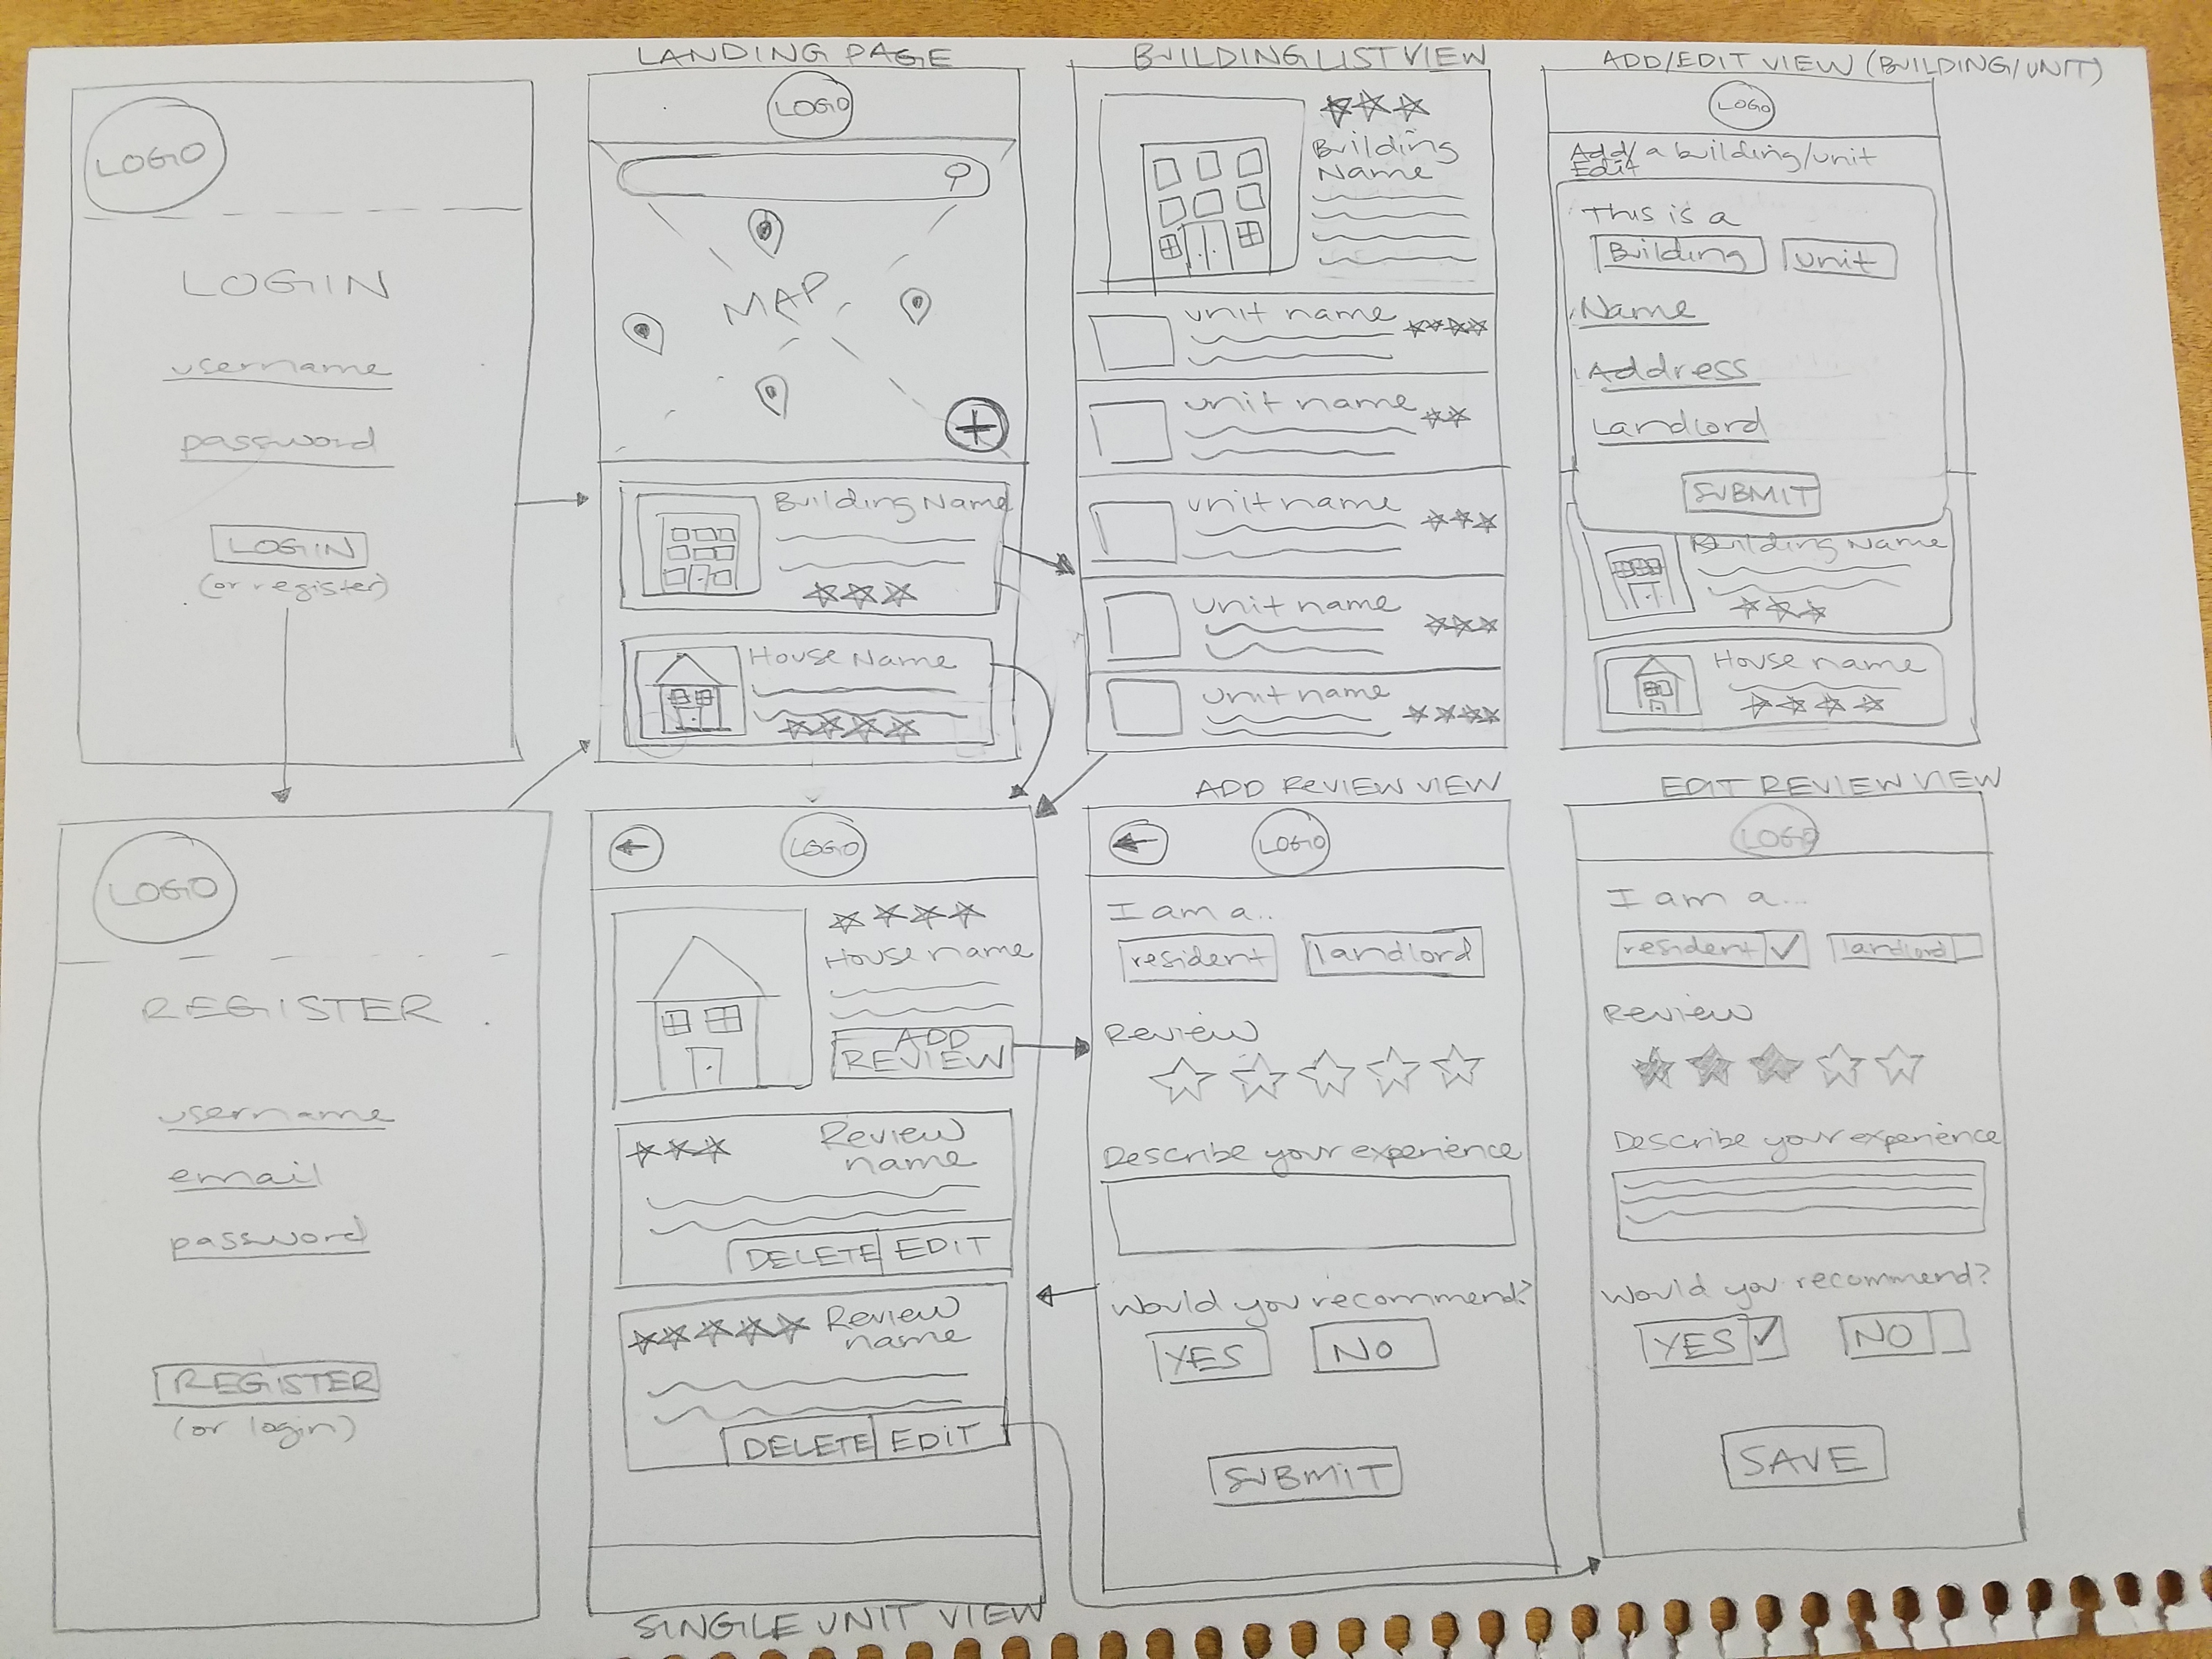 LOGO
LOGIN
username
password
LOGIN
(or register)
LANDING PAGE
LOGO
MAP
Building Name
House Name
BUILDING LIST VIEW
Building
Name
unit name
unit name
unit name
unit name
unit name
ADD/EDIT VIEW (BUILDING/UNIT)
LOGO
Add/ a building/unit
Edit
This is a
Building unit
Name
Address
Landlord
SUBMIT
Building Name
House name
LOGO
REGISTER
username
email
password
REGISTER
(or login)
LOGO
House name
ADD
REVIEW
Review
name
DELETE EDIT
Review
name
DELETE EDIT
SINGLE UNIT VIEW
ADD REVIEW VIEW
LOGO
I am a..
resident landlord
Review
Describe your experience
Would you recommend?
YES NO
SUBMIT
EDIT REVIEW VIEW
LOGO
I am a...
resident landlord
Review
Describe your experience
Would you recommend?
YES NO
SAVE